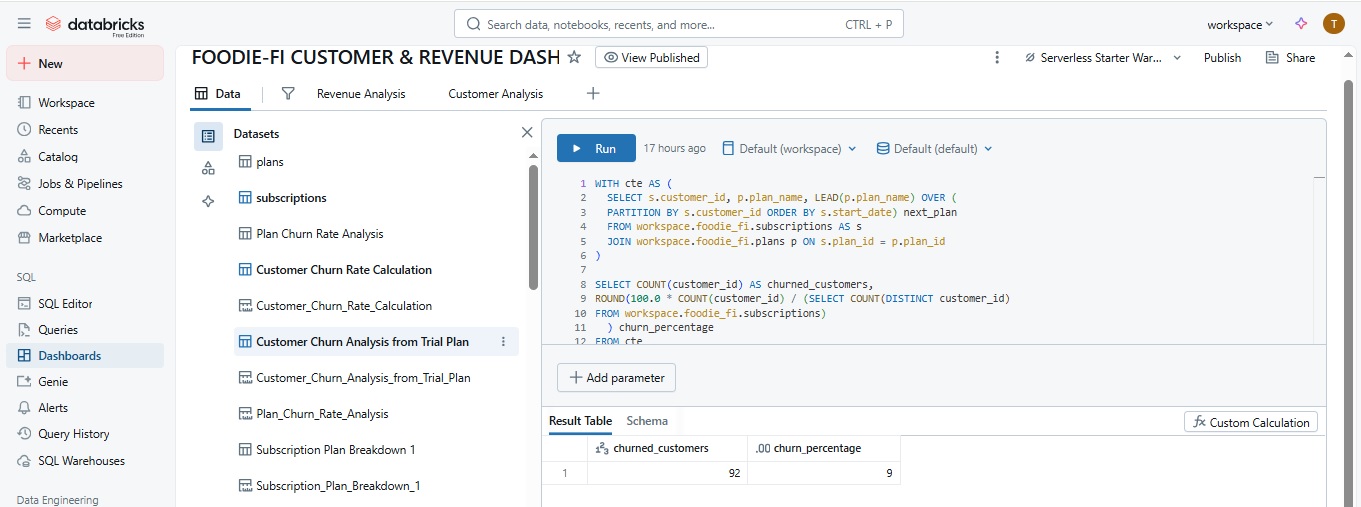 databricks
Free Edition
Search data, notebooks, recents, and more...
CTRL + P
workspace
T
New
Workspace
Recents
Catalog
Jobs & Pipelines
Compute
Marketplace
SQL
SQL Editor
Queries
Dashboards
Genie
Alerts
Query History
SQL Warehouses
Data Engineering
FOODIE-FI CUSTOMER & REVENUE DASH
View Published
Serverless Starter War...
Publish
Share
Data
Revenue Analysis
Customer Analysis
Datasets
plans
subscriptions
Plan Churn Rate Analysis
Customer Churn Rate Calculation
Customer_Churn_Rate_Calculation
Customer Churn Analysis from Trial Plan
Customer_Churn_Analysis_from_Trial_Plan
Plan_Churn_Rate_Analysis
Subscription Plan Breakdown 1
Subscription_Plan_Breakdown_1
Run
17 hours ago
Default (workspace)
Default (default)
1 WITH cte AS (
2 SELECT s.customer_id, p.plan_name, LEAD(p.plan_name) OVER (
3 PARTITION BY s.customer_id ORDER BY s.start_date) next_plan
4 FROM workspace.foodie_fi.subscriptions AS s
5 JOIN workspace.foodie_fi.plans p ON s.plan_id = p.plan_id
6 )
7
8 SELECT COUNT(customer_id) AS churned_customers,
9 ROUND(100.0 * COUNT(customer_id) / (SELECT COUNT(DISTINCT customer_id)
10 FROM workspace.foodie_fi.subscriptions)
11 ) churn_percentage
12 FROM cte
Add parameter
Result Table
Schema
fx Custom Calculation
123 churned_customers
.00 churn_percentage
1 92 9